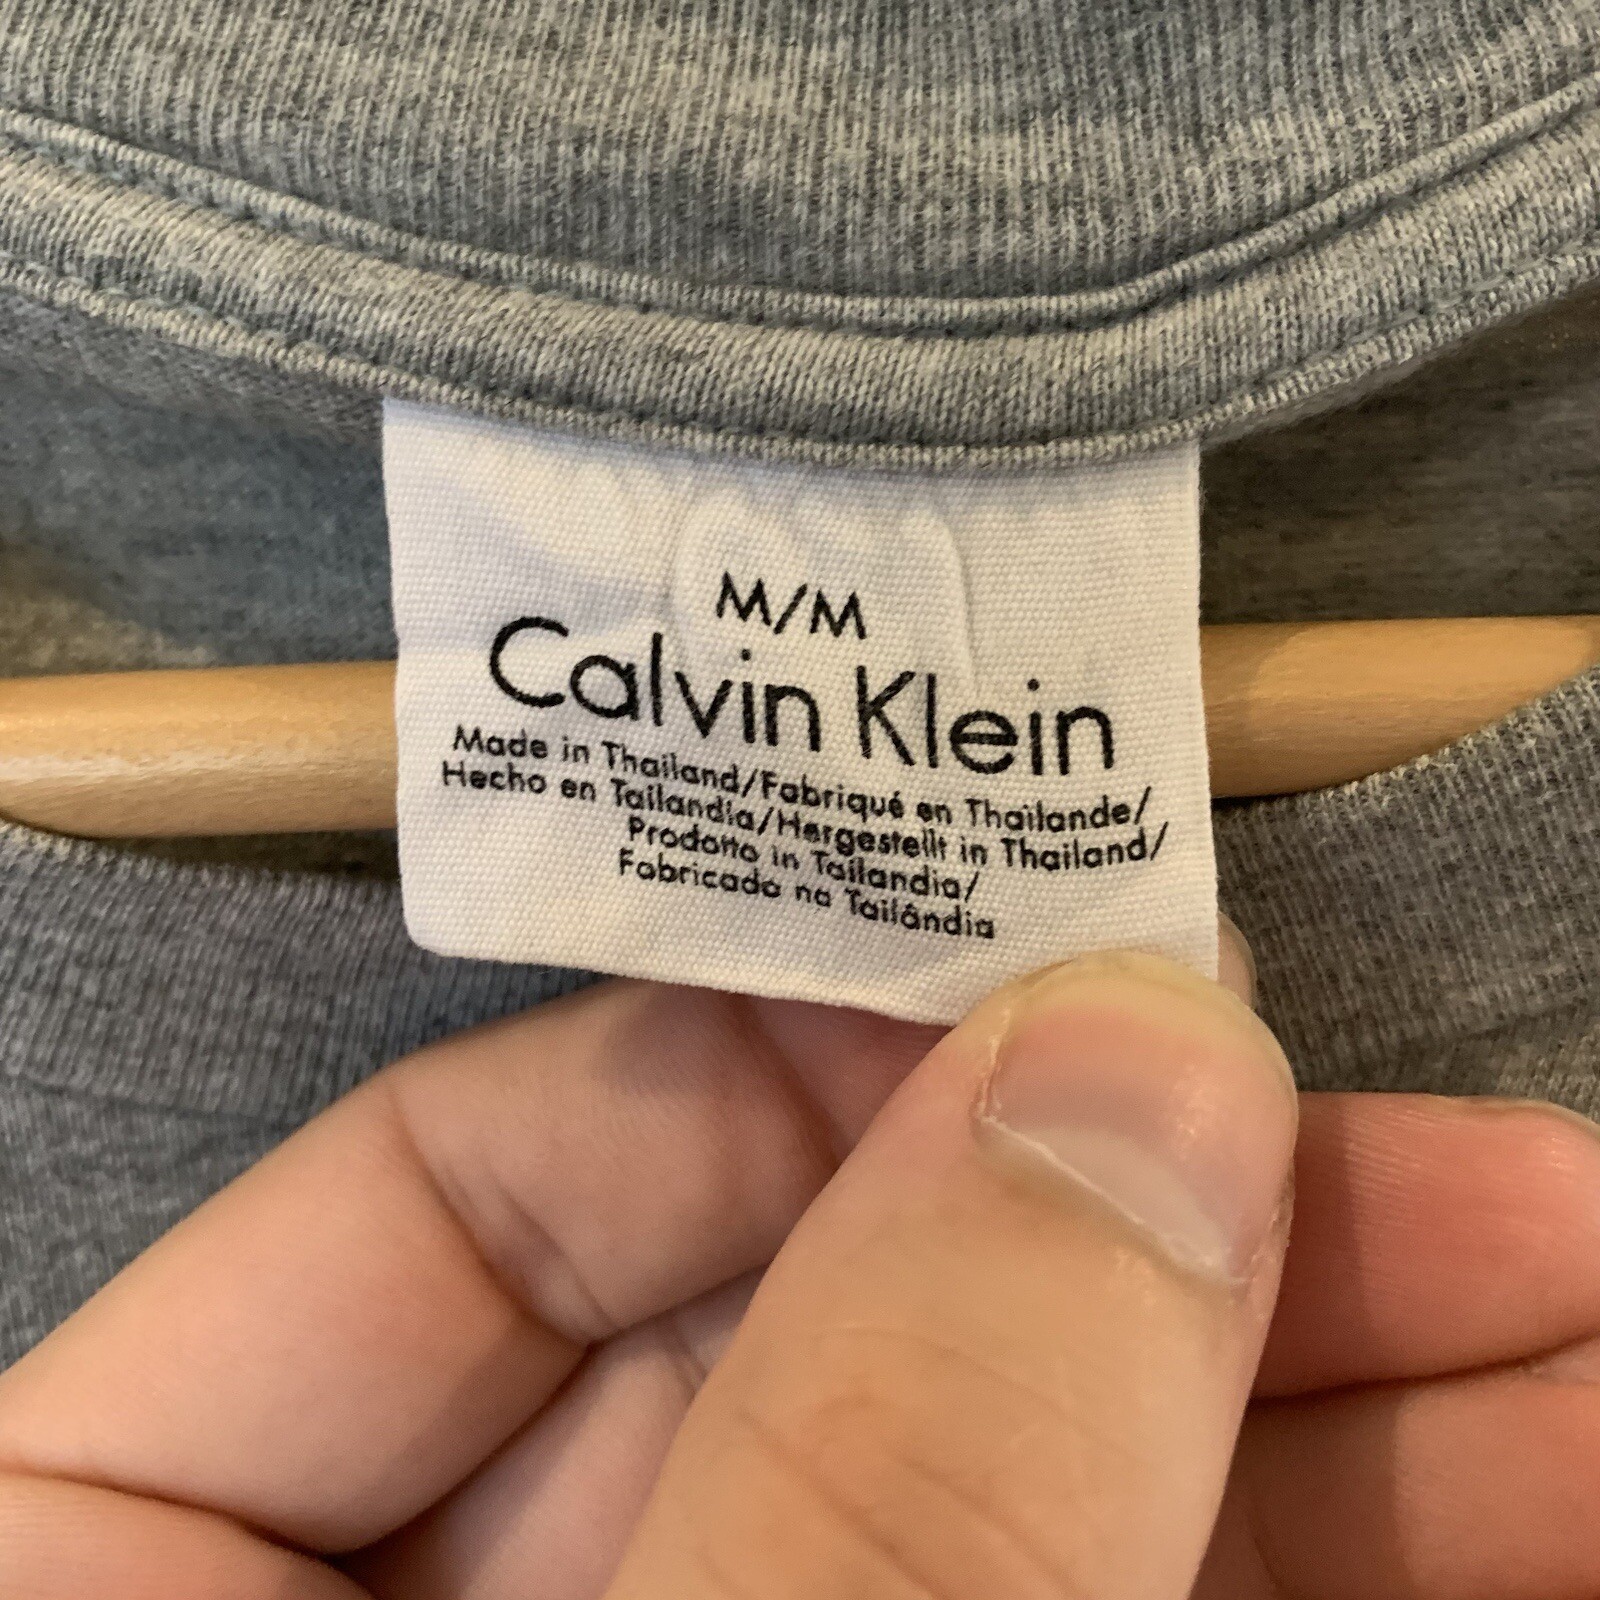 M/M
Calvin Klein
Made in Thailand/Fabriqué en Thaïlande/
Hecho en Tailandia/Hergestellt in Thailand/
Prodotto in Tailandia/
Fabricado na Tailândia